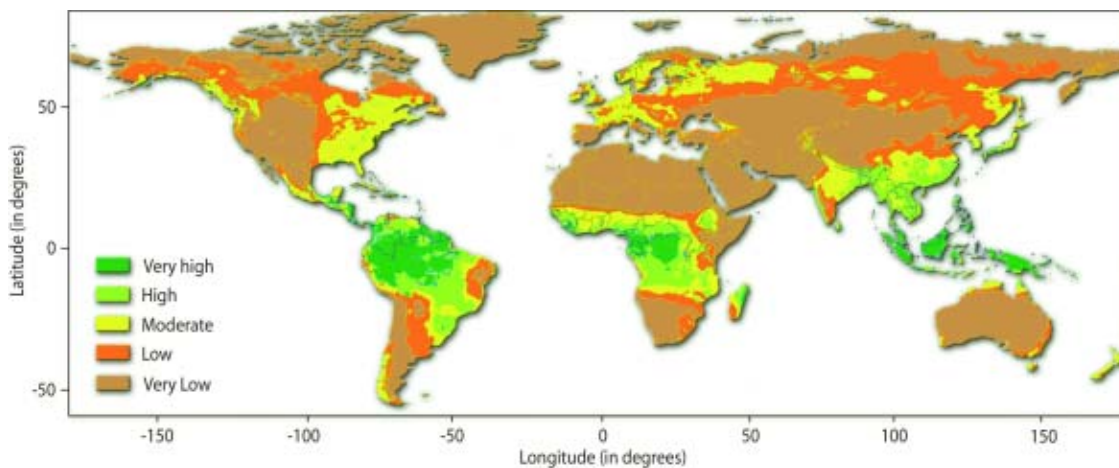 Latitude (in degrees)
50
0
-50
Very high
High
Moderate
Low
Very Low
-150
-100
-50
0
50
100
150
Longitude (in degrees)